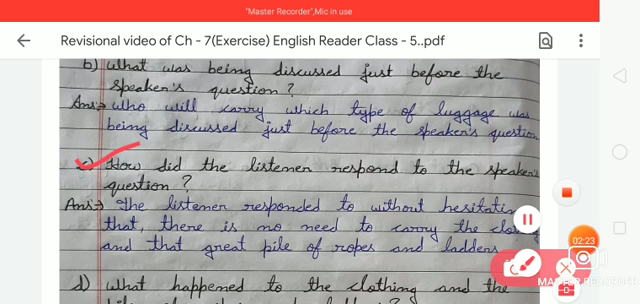 "Master Recorder",Mic in use
Revisional video of Ch - 7(Exercise) English Reader Class - 5..pdf
b) What was being discussed just before the
speaker's question?
Ans:→ Who will carry which type of luggage was
being discussed just before the speaker's question
c) How did the listener respond to the speaker's
question?
Ans:→ The listener responded to without hesitatin
that, there is no need to carry the clo
and that great pile of ropes and ladders
02:23
d) What happened to the clothing and the
MASTER RECORDER